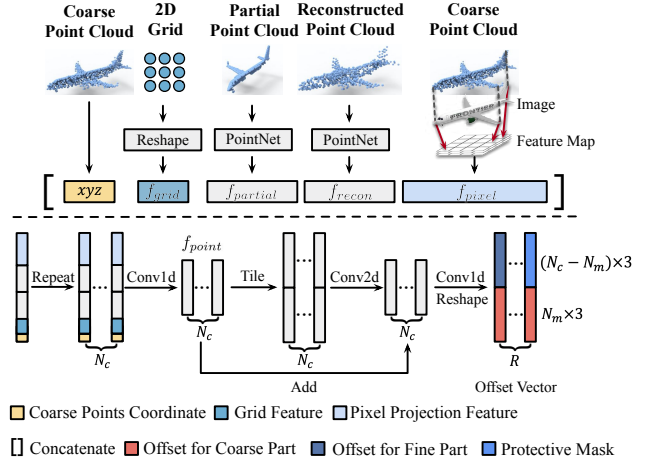 Coarse Point Cloud
2D Grid
Partial Point Cloud
Reconstructed Point Cloud
Coarse Point Cloud
FRONTIER
Image
Feature Map
Reshape PointNet PointNet
[ xyz f_grid f_partial f_recon f_pixel ]
f_point
Repeat Conv1d Tile Conv2d Conv1d Reshape
(N_c − N_m)×3
N_m×3
N_c N_c N_c N_c R
Add Offset Vector
Coarse Points Coordinate Grid Feature Pixel Projection Feature
[] Concatenate Offset for Coarse Part Offset for Fine Part Protective Mask